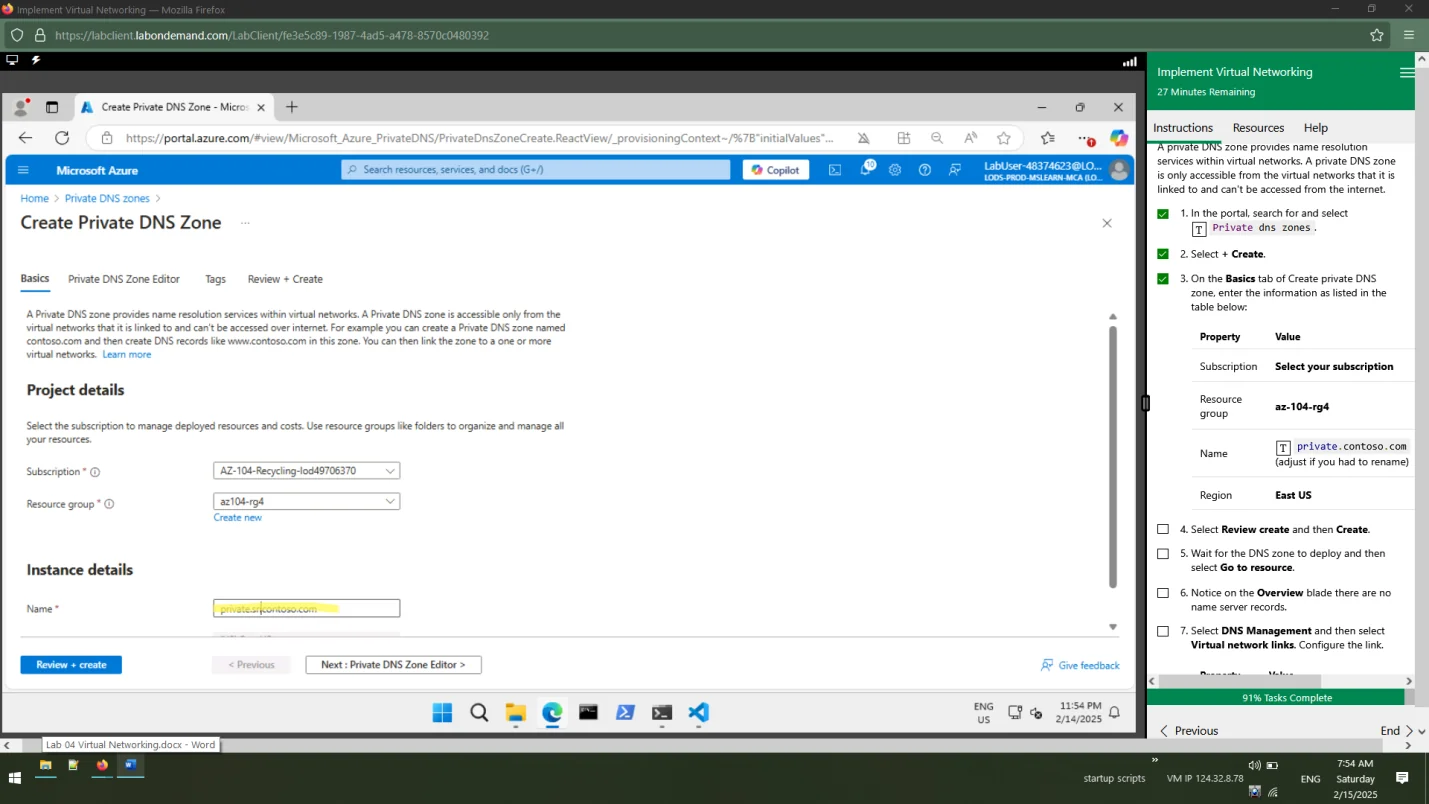 Implement Virtual Networking — Mozilla Firefox
https://labclient.labondemand.com/LabClient/fe3e5c89-1987-4ad5-a478-8570c0480392
Create Private DNS Zone - Micros
https://portal.azure.com/#view/Microsoft_Azure_PrivateDNS/PrivateDnsZoneCreate.ReactView/_provisioningContext~/%7B"initialValues"...
Microsoft Azure
Search resources, services, and docs (G+/)
Copilot
10
LabUser-48374623@LO...
LODS-PROD-MSLEARN-MCA (LO...
Home > Private DNS zones >
Create Private DNS Zone ...
Basics
Private DNS Zone Editor
Tags
Review + Create
A Private DNS zone provides name resolution services within virtual networks. A Private DNS zone is accessible only from the
virtual networks that it is linked to and can't be accessed over internet. For example you can create a Private DNS zone named
contoso.com and then create DNS records like www.contoso.com in this zone. You can then link the zone to a one or more
virtual networks. Learn more
Project details
Select the subscription to manage deployed resources and costs. Use resource groups like folders to organize and manage all
your resources.
Subscription *
AZ-104-Recycling-lod49706370
Resource group *
az104-rg4
Create new
Instance details
Name *
private.sricontoso.com
Review + create
< Previous
Next : Private DNS Zone Editor >
Give feedback
ENG
US
11:54 PM
2/14/2025
Implement Virtual Networking
27 Minutes Remaining
Instructions
Resources
Help
A private DNS zone provides name resolution
services within virtual networks. A private DNS zone
is only accessible from the virtual networks that it is
linked to and can't be accessed from the internet.
1. In the portal, search for and select
T Private dns zones.
2. Select + Create.
3. On the Basics tab of Create private DNS
zone, enter the information as listed in the
table below:
Property Value
Subscription Select your subscription
Resource
group
az-104-rg4
Name
T private.contoso.com
(adjust if you had to rename)
Region East US
4. Select Review create and then Create.
5. Wait for the DNS zone to deploy and then
select Go to resource.
6. Notice on the Overview blade there are no
name server records.
7. Select DNS Management and then select
Virtual network links. Configure the link.
Property Value
91% Tasks Complete
< Previous
End >
Lab 04 Virtual Networking.docx - Word
startup scripts
VM IP 124.32.8.78
ENG
7:54 AM
Saturday
2/15/2025